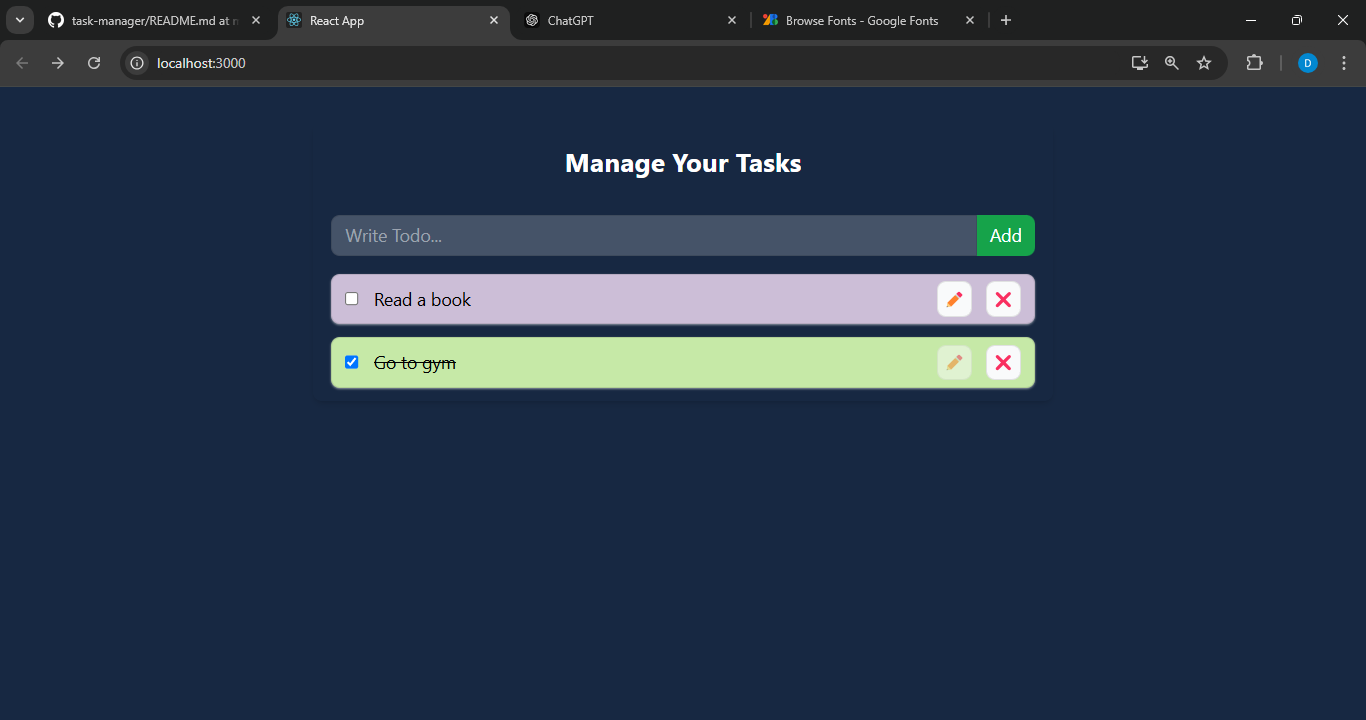 task-manager/README.md at
React App
ChatGPT
Browse Fonts - Google Fonts
localhost:3000
D
Manage Your Tasks
Write Todo...
Add
Read a book
Go to gym